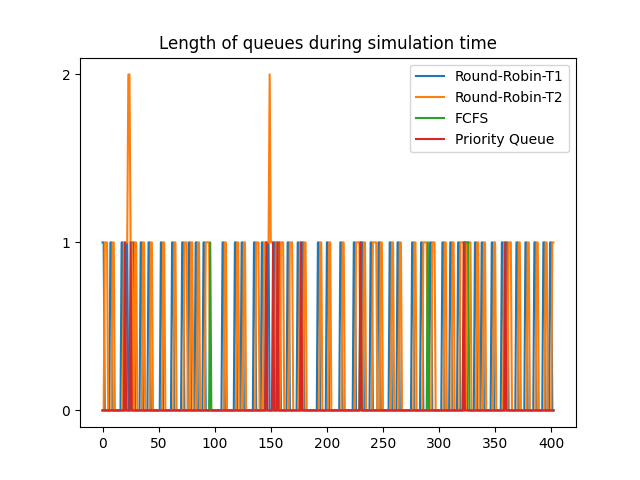 Length of queues during simulation time
Round-Robin-T1
Round-Robin-T2
FCFS
Priority Queue
2
1
0
0 50 100 150 200 250 300 350 400